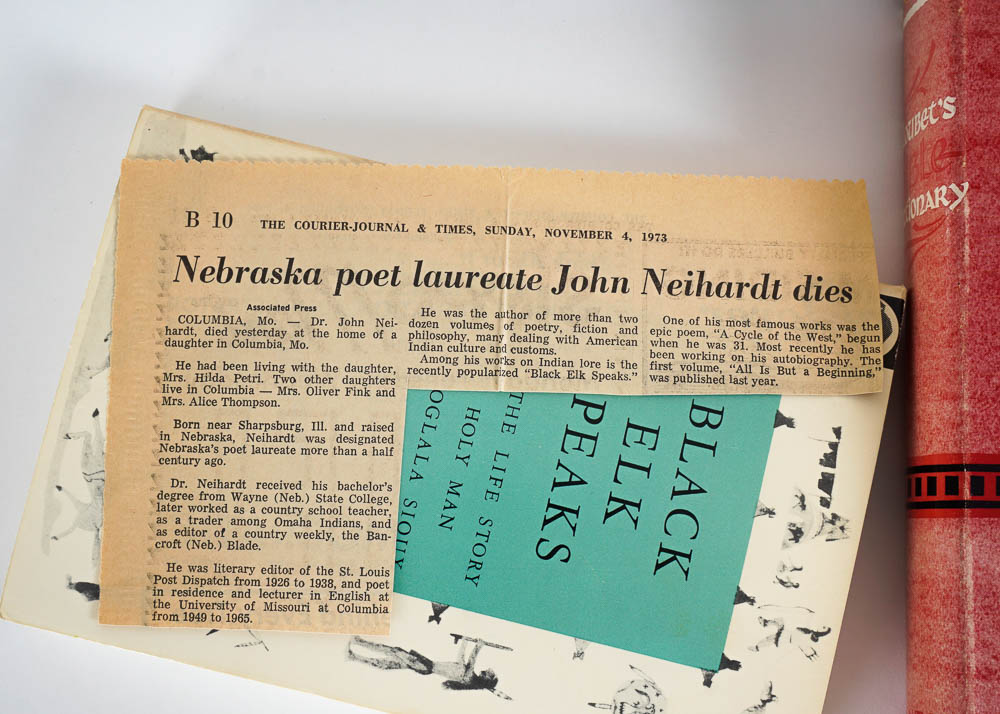 B 10 THE COURIER-JOURNAL & TIMES, SUNDAY, NOVEMBER 4, 1973
Nebraska poet laureate John Neihardt dies
Associated Press
COLUMBIA, Mo. — Dr. John Nei-
hardt, died yesterday at the home of a
daughter in Columbia, Mo.
He had been living with the daughter,
Mrs. Hilda Petri. Two other daughters
live in Columbia — Mrs. Oliver Fink and
Mrs. Alice Thompson.
Born near Sharpsburg, Ill. and raised
in Nebraska, Neihardt was designated
Nebraska's poet laureate more than a half
century ago.
Dr. Neihardt received his bachelor's
degree from Wayne (Neb.) State College,
later worked as a country school teacher,
as a trader among Omaha Indians, and
as editor of a country weekly, the Ban-
croft (Neb.) Blade.
He was literary editor of the St. Louis
Post Dispatch from 1926 to 1938, and poet
in residence and lecturer in English at
the University of Missouri at Columbia
from 1949 to 1965.
He was the author of more than two
dozen volumes of poetry, fiction and
philosophy, many dealing with American
Indian culture and customs.
Among his works on Indian lore is the
recently popularized "Black Elk Speaks."
One of his most famous works was the
epic poem, "A Cycle of the West," begun
when he was 31. Most recently he has
been working on his autobiography. The
first volume, "All Is But a Beginning,"
was published last year.
BLACK
ELK
PEAKS
THE LIFE STORY
HOLY MAN
OGLALA SIOUX